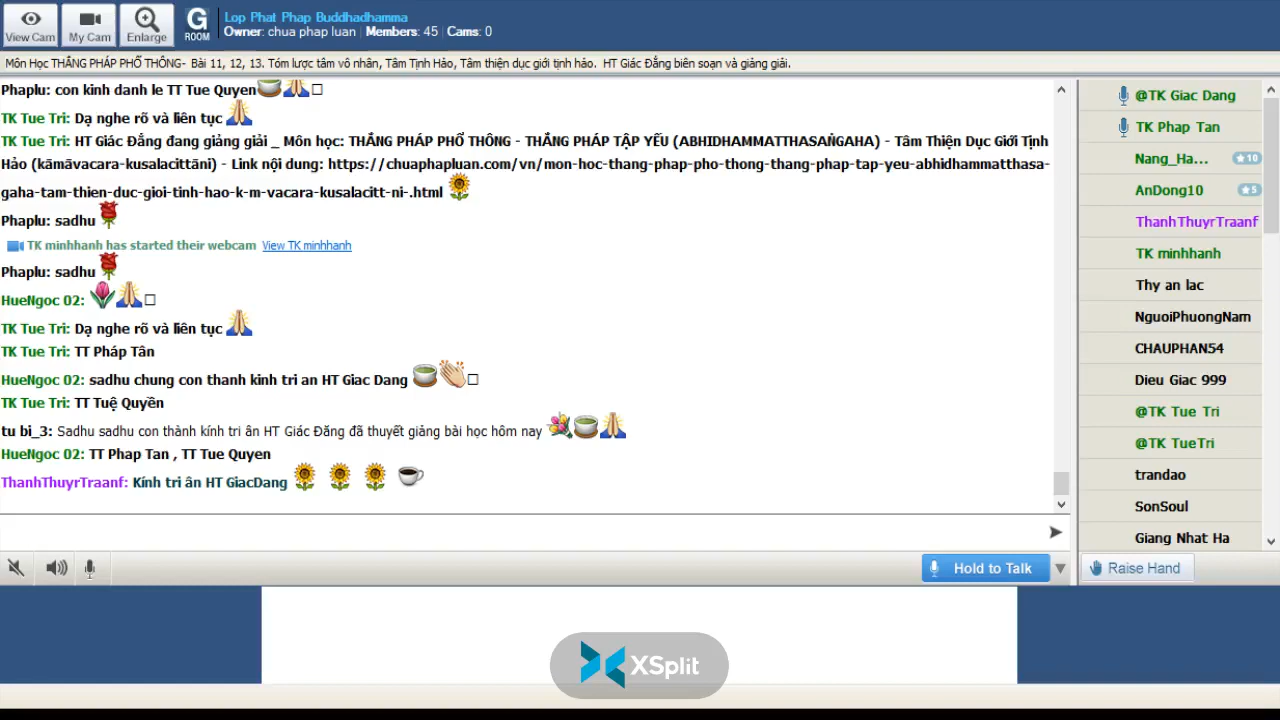 View Cam
My Cam
Enlarge
G ROOM
Lop Phat Phap Buddhadhamma
Owner: chua phap luan / Members: 45 / Cams: 0
Môn Học THẮNG PHÁP PHỔ THÔNG- Bài 11, 12, 13. Tóm lược tâm vô nhân, Tâm Tịnh Hảo, Tâm thiện dục giới tịnh hảo. HT Giác Đẳng biên soạn và giảng giải.
Phaplu: con kinh danh le TT Tue Quyen
TK Tue Tri: Dạ nghe rõ và liên tục
TK Tue Tri: HT Giác Đẳng đang giảng giải _ Môn học: THẮNG PHÁP PHỔ THÔNG - THẮNG PHÁP TẬP YẾU (ABHIDHAMMATTHASAṄGAHA) - Tâm Thiện Dục Giới Tịnh
Hảo (kāmāvacara-kusalacittāni) - Link nội dung: https://chuaphapluan.com/vn/mon-hoc-thang-phap-pho-thong-thang-phap-tap-yeu-abhidhammatthasa-
gaha-tam-thien-duc-gioi-tinh-hao-k-m-vacara-kusalacitt-ni-.html
Phaplu: sadhu
TK minhhanh has started their webcam View TK minhhanh
Phaplu: sadhu
HueNgoc 02:
TK Tue Tri: Dạ nghe rõ và liên tục
TK Tue Tri: TT Pháp Tân
HueNgoc 02: sadhu chung con thanh kinh tri an HT Giac Dang
TK Tue Tri: TT Tuệ Quyền
tu bi_3: Sadhu sadhu con thành kính tri ân HT Giác Đăng đã thuyết giảng bài học hôm nay
HueNgoc 02: TT Phap Tan , TT Tue Quyen
ThanhThuyrTraanf: Kính tri ân HT GiacDang
@TK Giac Dang
TK Phap Tan
Nang_Ha... 10
AnDong10 5
ThanhThuyrTraanf
TK minhhanh
Thy an lac
NguoiPhuongNam
CHAUPHAN54
Dieu Giac 999
@TK Tue Tri
@TK TueTri
trandao
SonSoul
Giang Nhat Ha
Hold to Talk
Raise Hand
XSplit